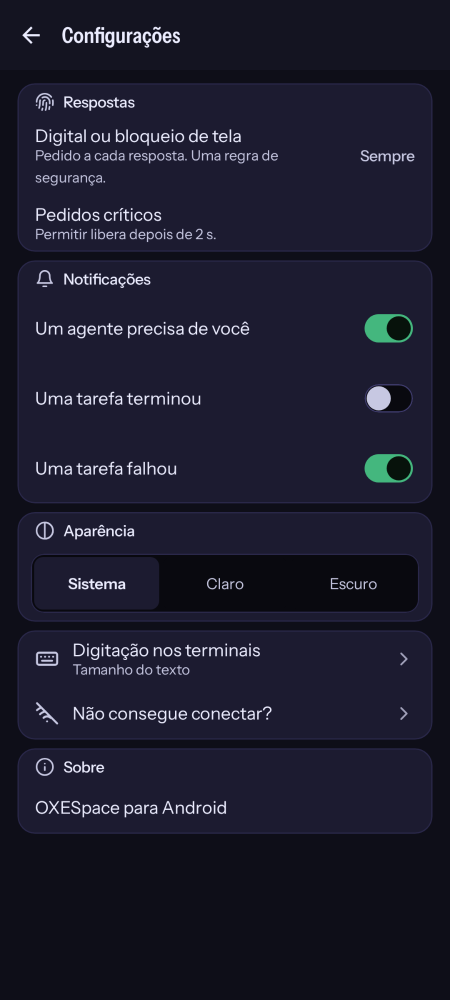 Configurações
Respostas
Digital ou bloqueio de tela
Pedido a cada resposta. Uma regra de
segurança.
Sempre
Pedidos críticos
Permitir libera depois de 2 s.
Notificações
Um agente precisa de você
Uma tarefa terminou
Uma tarefa falhou
Aparência
Sistema
Claro
Escuro
Digitação nos terminais
Tamanho do texto
Não consegue conectar?
Sobre
OXESpace para Android